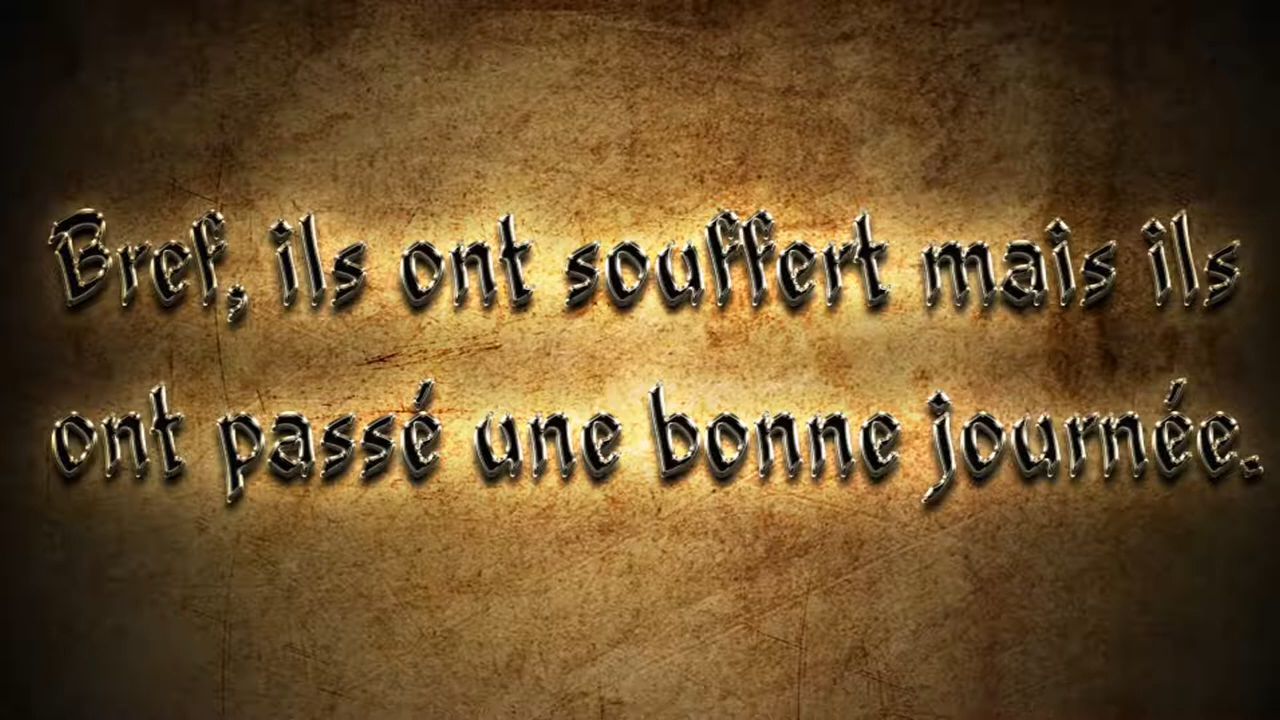 Bref, ils ont souffert mais ils
ont passé une bonne journée.